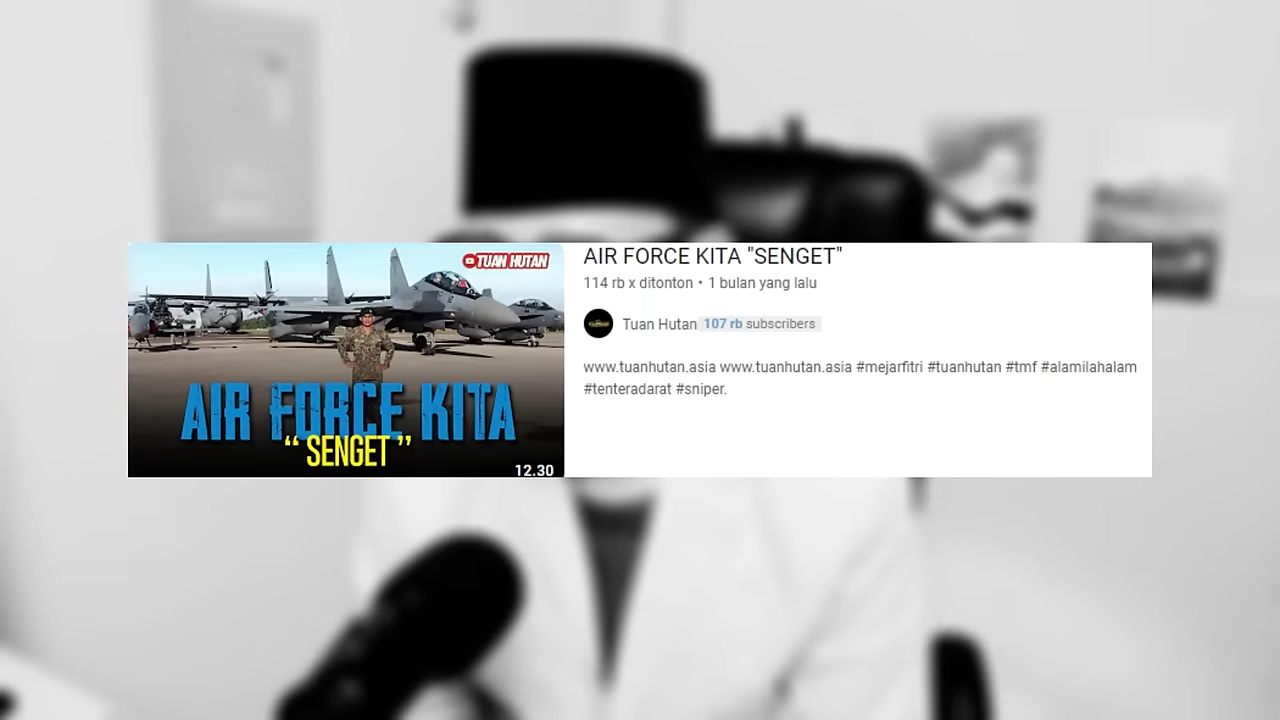 TUAN HUTAN
AIR FORCE KITA
“ SENGET ”
12.30
AIR FORCE KITA "SENGET"
114 rb x ditonton • 1 bulan yang lalu
Tuan Hutan 107 rb subscribers
www.tuanhutan.asia www.tuanhutan.asia #mejarfitri #tuanhutan #tmf #alamilahalam
#tenteradarat #sniper.